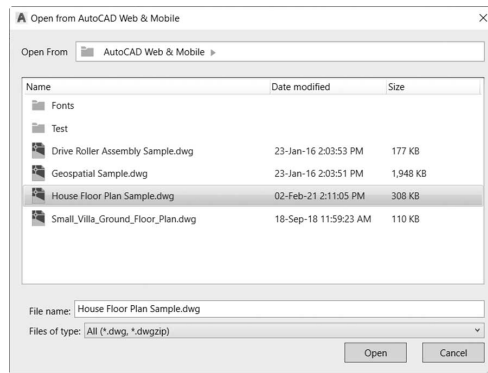 A Open from AutoCAD Web & Mobile
Open From AutoCAD Web & Mobile
Name Date modified Size
Fonts
Test
Drive Roller Assembly Sample.dwg 23-Jan-16 2:03:53 PM 177 KB
Geospatial Sample.dwg 23-Jan-16 2:03:51 PM 1,948 KB
House Floor Plan Sample.dwg 02-Feb-21 2:11:05 PM 308 KB
Small_Villa_Ground_Floor_Plan.dwg 18-Sep-18 11:59:23 AM 110 KB
File name: House Floor Plan Sample.dwg
Files of type: All (*.dwg, *.dwgzip)
Open Cancel